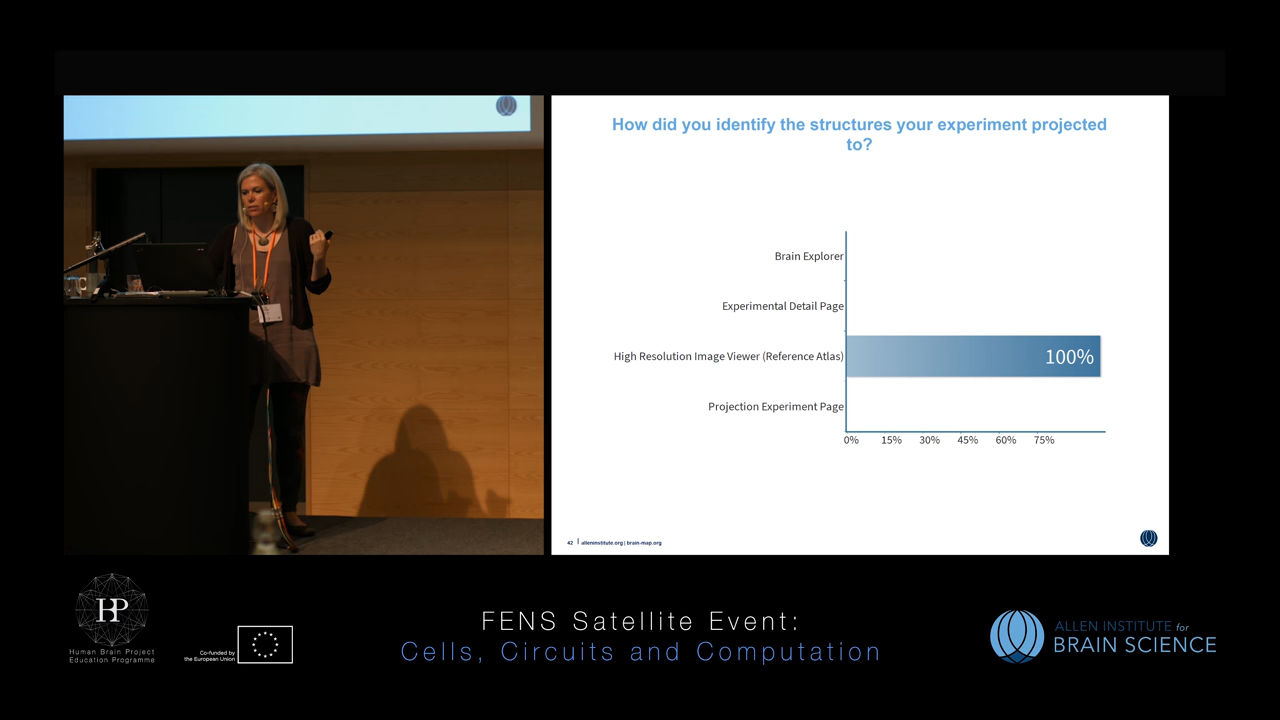 How did you identify the structures your experiment projected
to?
Brain Explorer
Experimental Detail Page
High Resolution Image Viewer (Reference Atlas)
100%
Projection Experiment Page
0% 15% 30% 45% 60% 75%
42 | alleninstitute.org | brain-map.org
HP
Human Brain Project
Education Programme
Co-funded by
the European Union
FENS Satellite Event:
Cells, Circuits and Computation
ALLEN INSTITUTE for
BRAIN SCIENCE